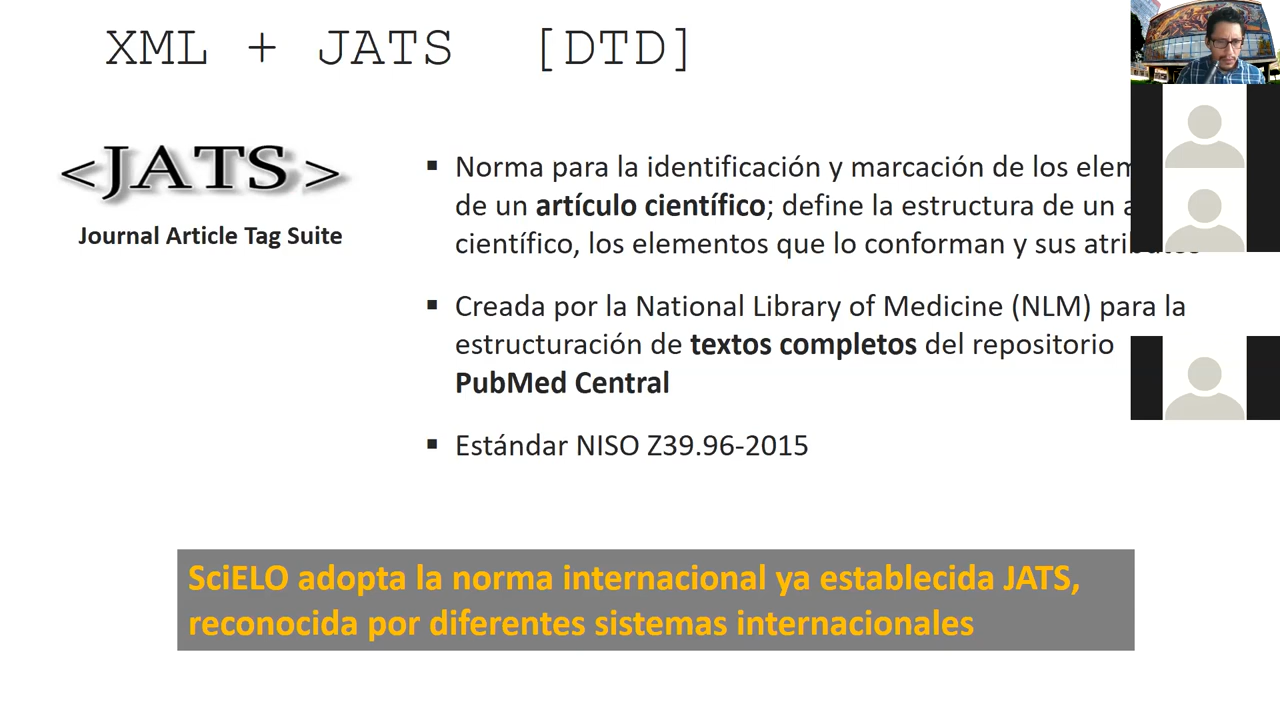 XML + JATS [DTD]
<JATS>
Journal Article Tag Suite
▪ Norma para la identificación y marcación de los
de un artículo científico; define la estructura de un
científico, los elementos que lo conforman y sus
▪ Creada por la National Library of Medicine (NLM) para la
estructuración de textos completos del repositorio
PubMed Central
▪ Estándar NISO Z39.96-2015
SciELO adopta la norma internacional ya establecida JATS,
reconocida por diferentes sistemas internacionales